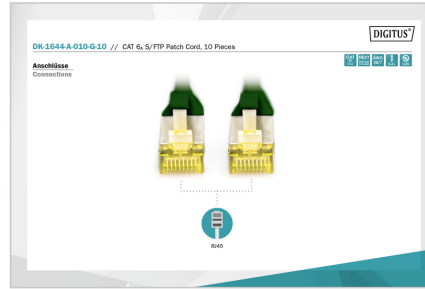 DIGITUS®
DK-1644-A-010-G-10 // CAT 6A S/FTP Patch Cord, 10 Pieces
Anschlüsse
Connections
RJ45